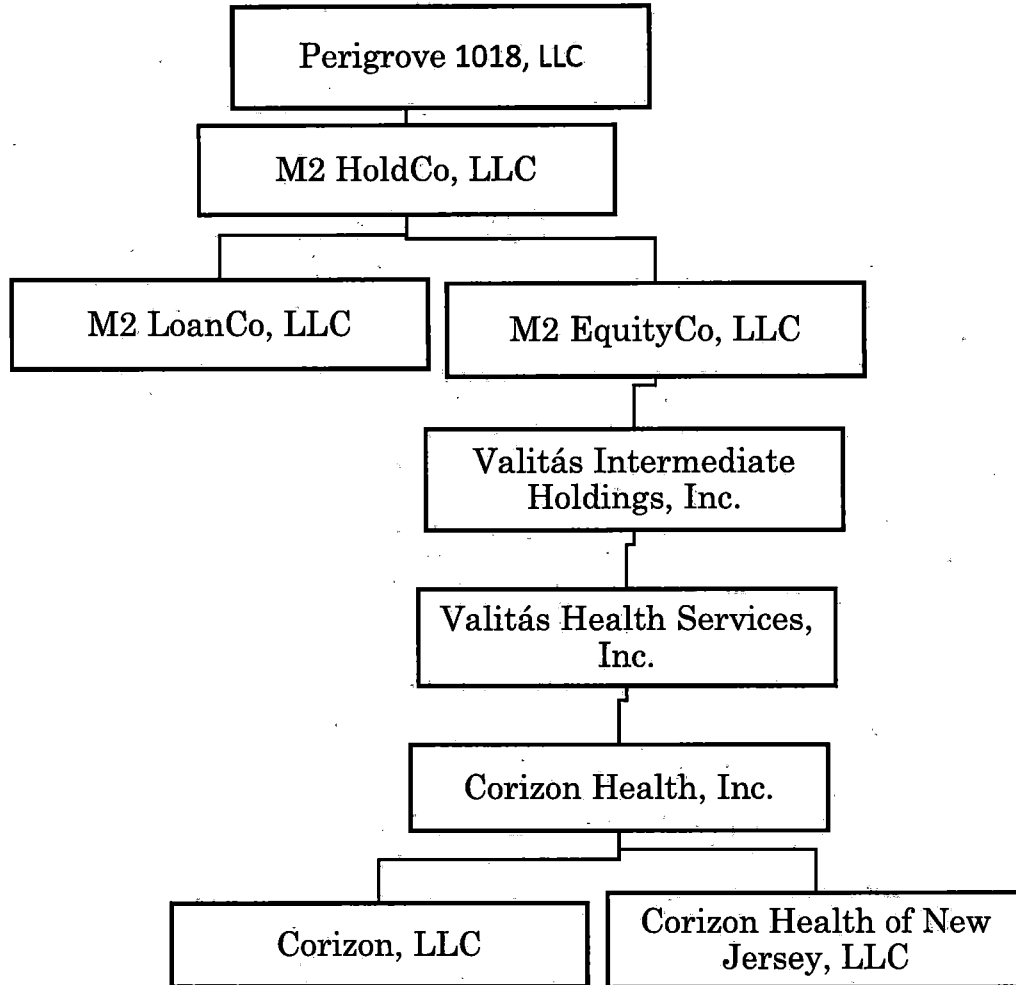 Perigrove 1018, LLC
M2 HoldCo, LLC
M2 LoanCo, LLC
M2 EquityCo, LLC
Valitás Intermediate
Holdings, Inc.
Valitás Health Services,
Inc.
Corizon Health, Inc.
Corizon, LLC
Corizon Health of New
Jersey, LLC